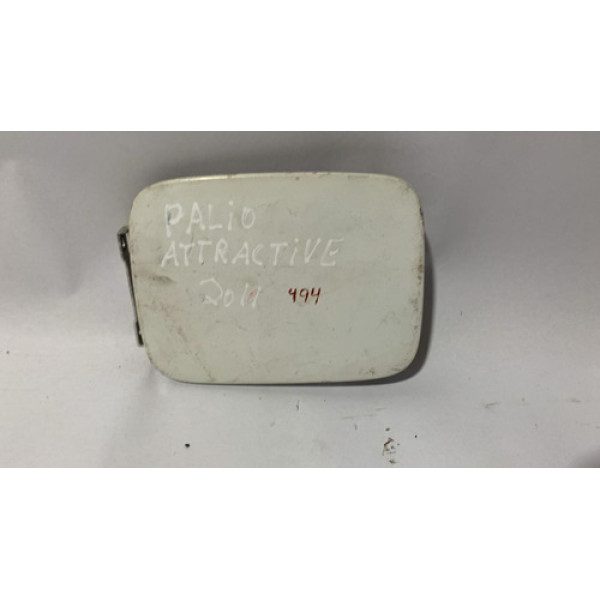 PALiO
ATTRACTiVE
2011 494